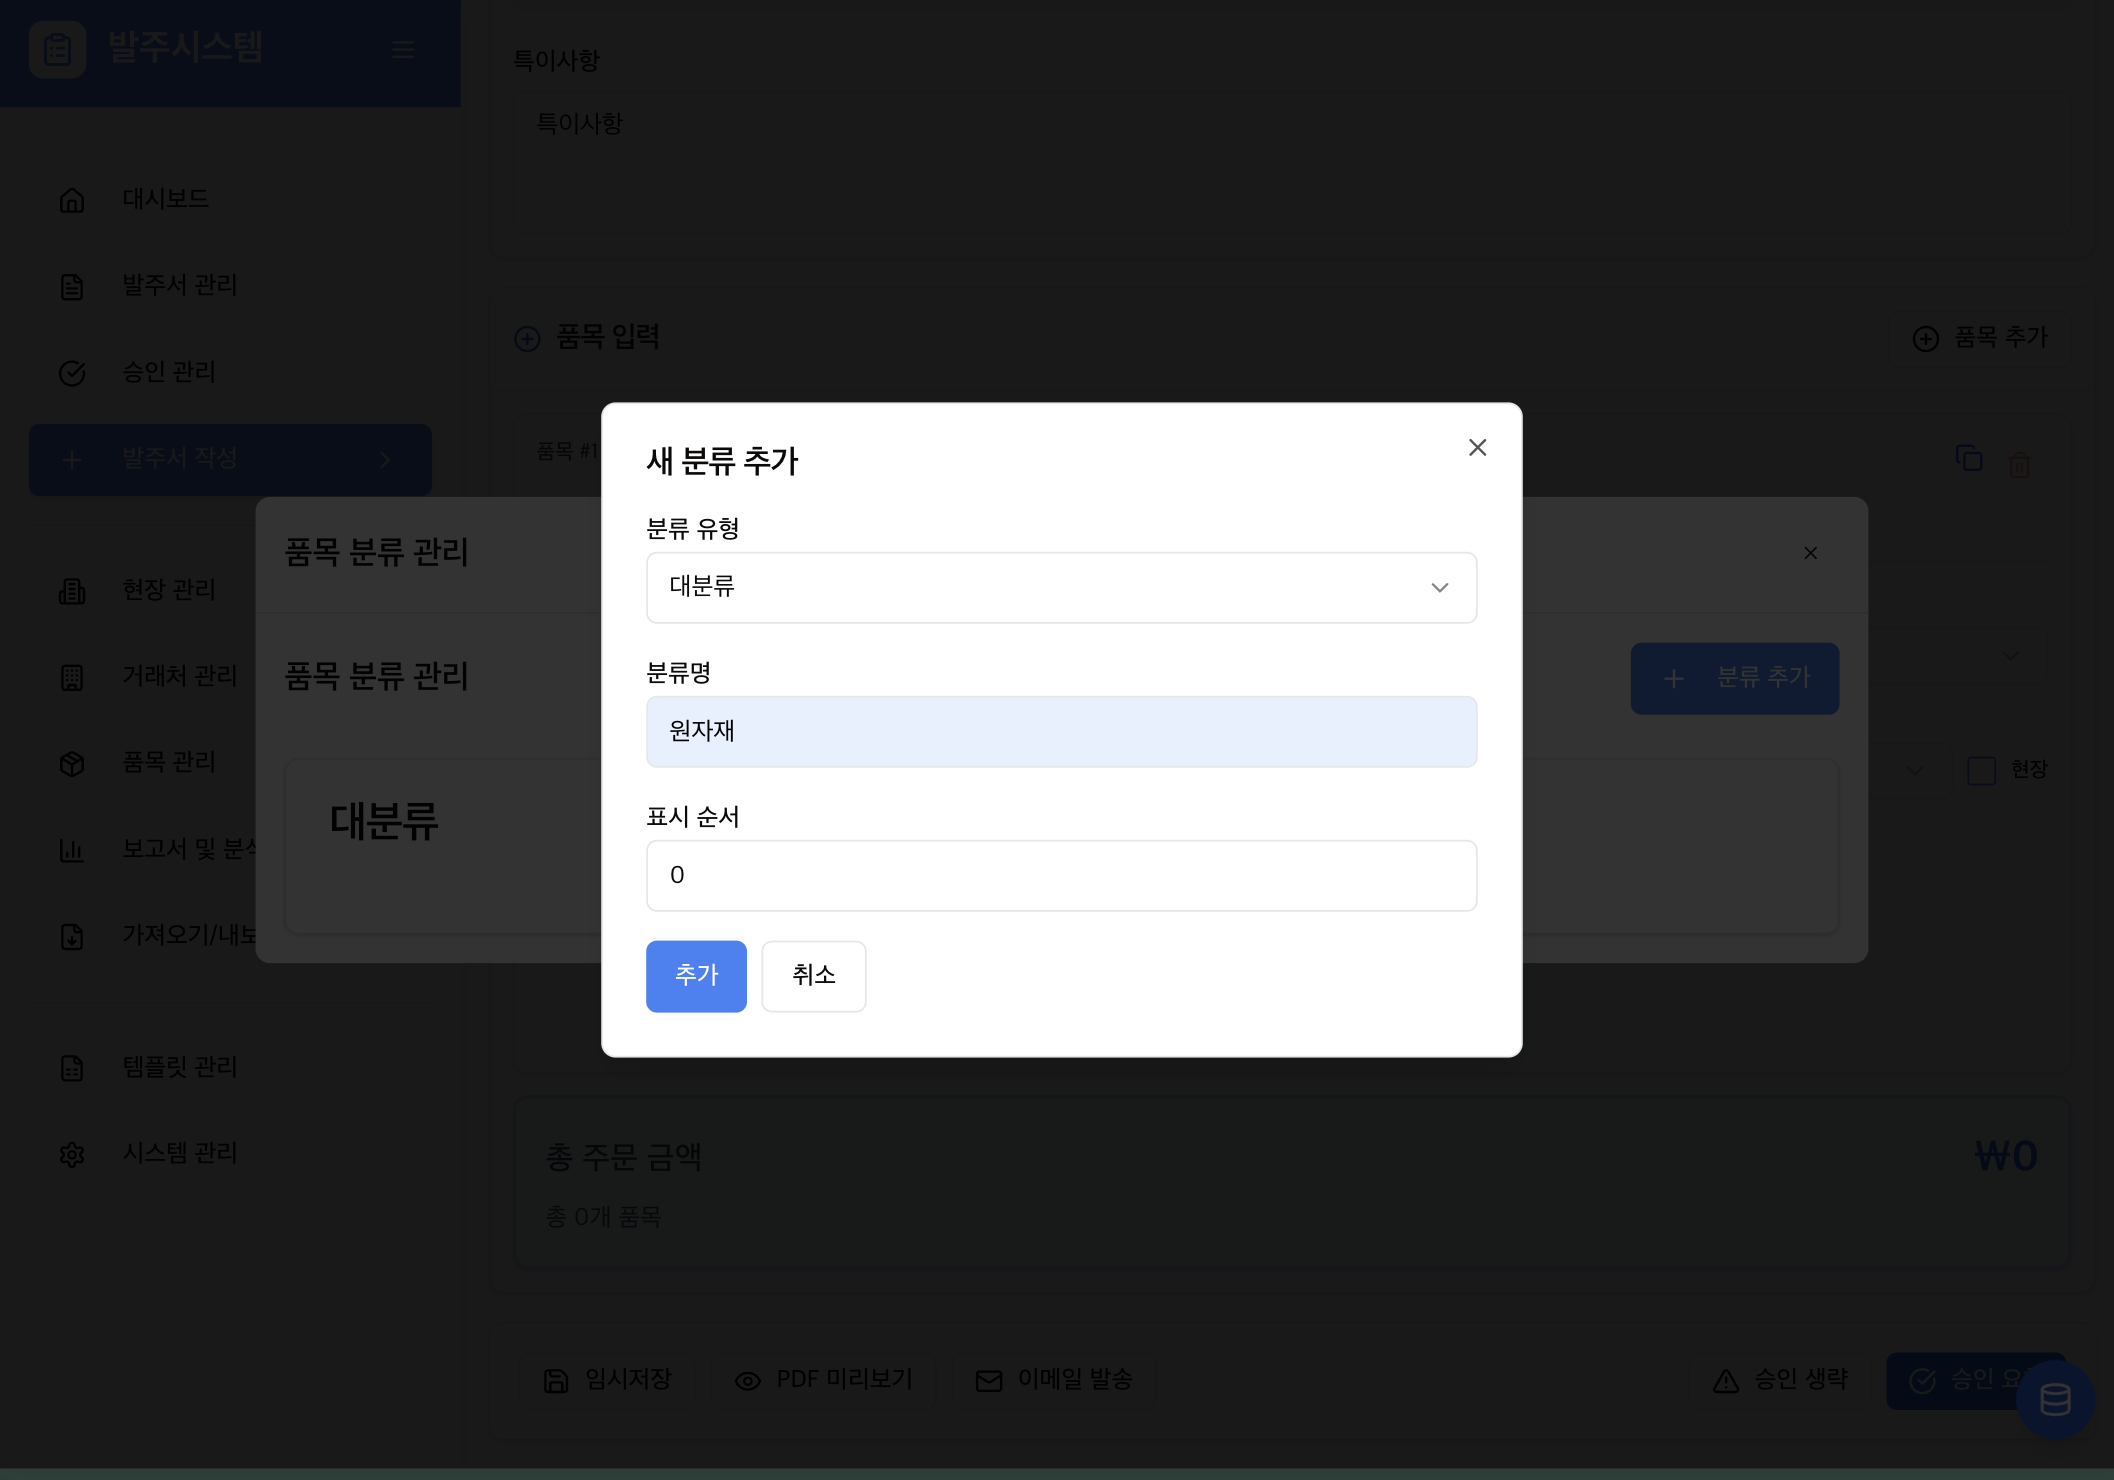 발주시스템
대시보드
발주서 관리
승인 관리
발주서 작성
현장 관리
거래처 관리
품목 관리
보고서 및
가져오기/내보
템플릿 관리
시스템 관리
특이사항
특이사항
품목 입력
품목 추가
품목 #1
현장
품목 분류 관리
품목 분류 관리
분류 추가
대분류
새 분류 추가
분류 유형
대분류
분류명
원자재
표시 순서
0
추가
취소
총 주문 금액
₩0
총 0개 품목
임시저장
PDF 미리보기
이메일 발송
승인 생략
승인